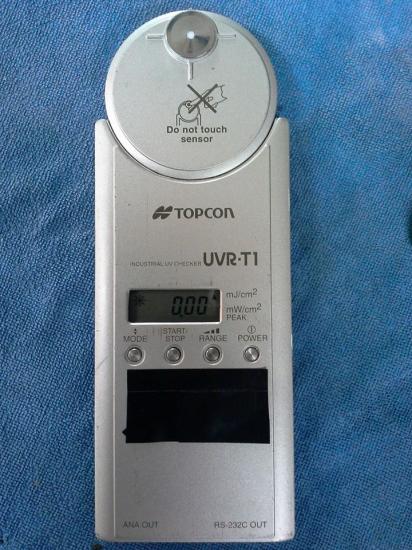 Do not touch
sensor
TOPCON
INDUSTRIAL UV CHECKER UVR-T1
0.00
mJ/cm²
mW/cm²
PEAK
MODE START/STOP RANGE POWER
ANA OUT RS-232C OUT